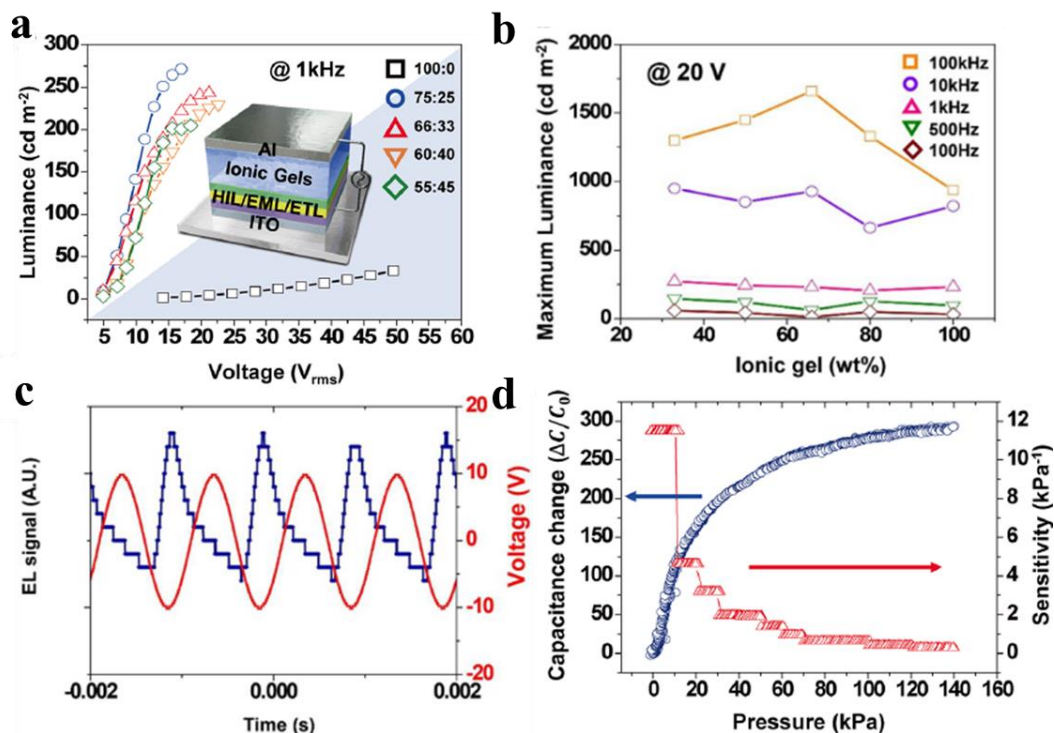 a
300
250
200
150
100
50
0
5 10 15 20 25 30 35 40 45 50 55 60
Luminance (cd m-2)
Voltage (Vrms)
@ 1kHz
100:0
75:25
66:33
60:40
55:45
Al
Ionic Gels
HIL/EML/ETL
ITO
b
2000
1500
1000
500
0
20 40 60 80 100
Maximum Luminance (cd m-2)
Ionic gel (wt%)
@ 20 V
100kHz
10kHz
1kHz
500Hz
100Hz
c
EL signal (A.U.)
20
10
0
-10
-20
Voltage (V)
-0.002 0.000 0.002
Time (s)
d
Capacitance change (ΔC/C0)
300
250
200
150
100
50
0
12
10
8
6
4
2
0
Sensitivity (kPa-1)
0 20 40 60 80 100 120 140 160
Pressure (kPa)